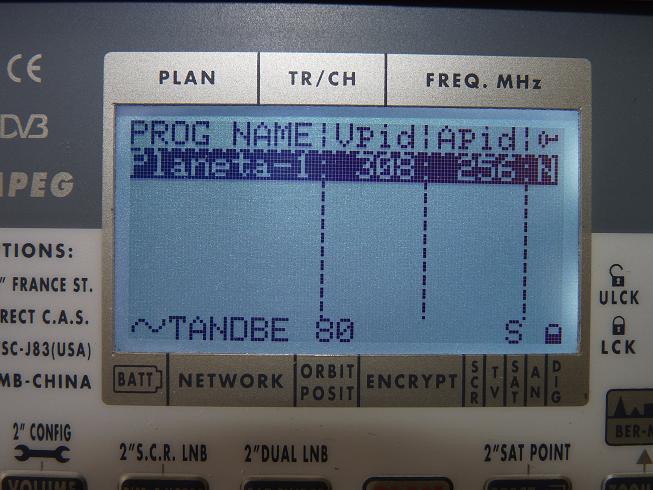 CE
PLAN TR/CH FREQ. MHz
DVB
PROG NAME Vpid Apid
Planeta-1 308 256 N
MPEG
TIONS:
2" FRANCE ST.
RECT C.A.S.
SC-J83(USA)
MB-CHINA
ULCK
LCK
~TANDBE 80 S
BATT NETWORK ORBIT POSIT ENCRYPT SCR TV SAT AN DIG
2" CONFIG
2"S.C.R. LNB
2"DUAL LNB
2"SAT POINT
BER-M
VOLUME